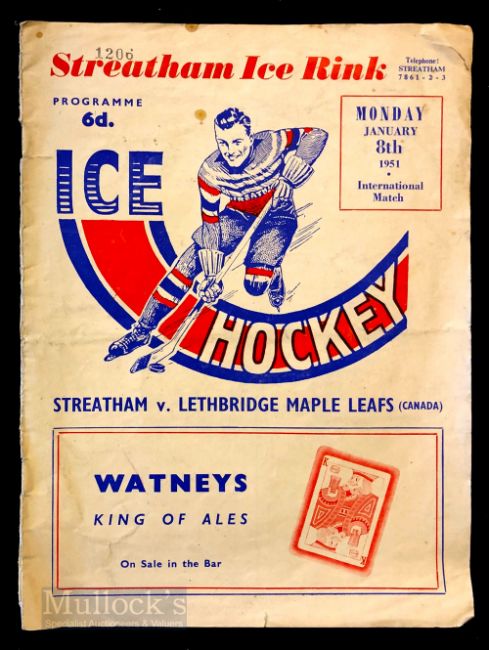 1206
Streatham Ice Rink
Telephone:
STREATHAM
7861-2-3
PROGRAMME
6d.
MONDAY
JANUARY
8th
1951
•
International
Match
ICE
HOCKEY
STREATHAM v. LETHBRIDGE MAPLE LEAFS (CANADA)
WATNEYS
KING OF ALES
On Sale in the Bar
K
K
Mullock's
Specialist Auctioneers & Valuers